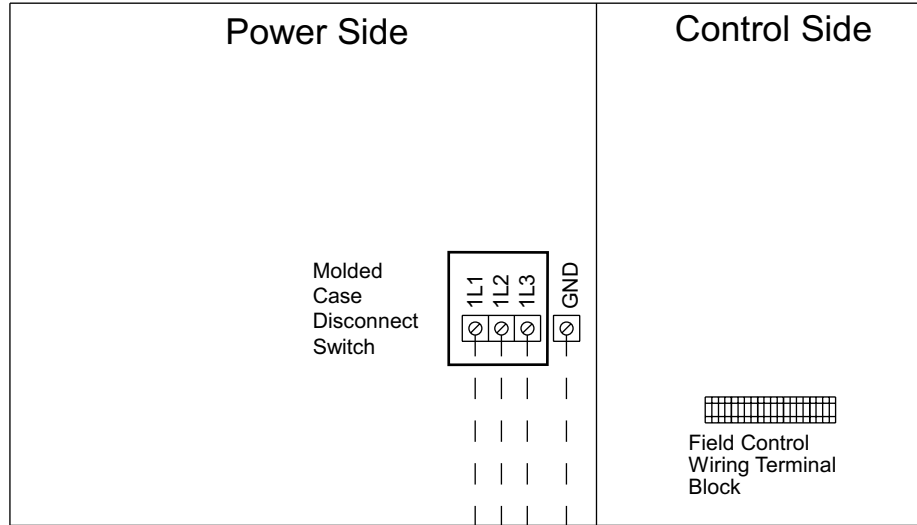 Power Side
Control Side
Molded
Case
Disconnect
Switch
1L1
1L2
1L3
GND
Field Control
Wiring Terminal
Block